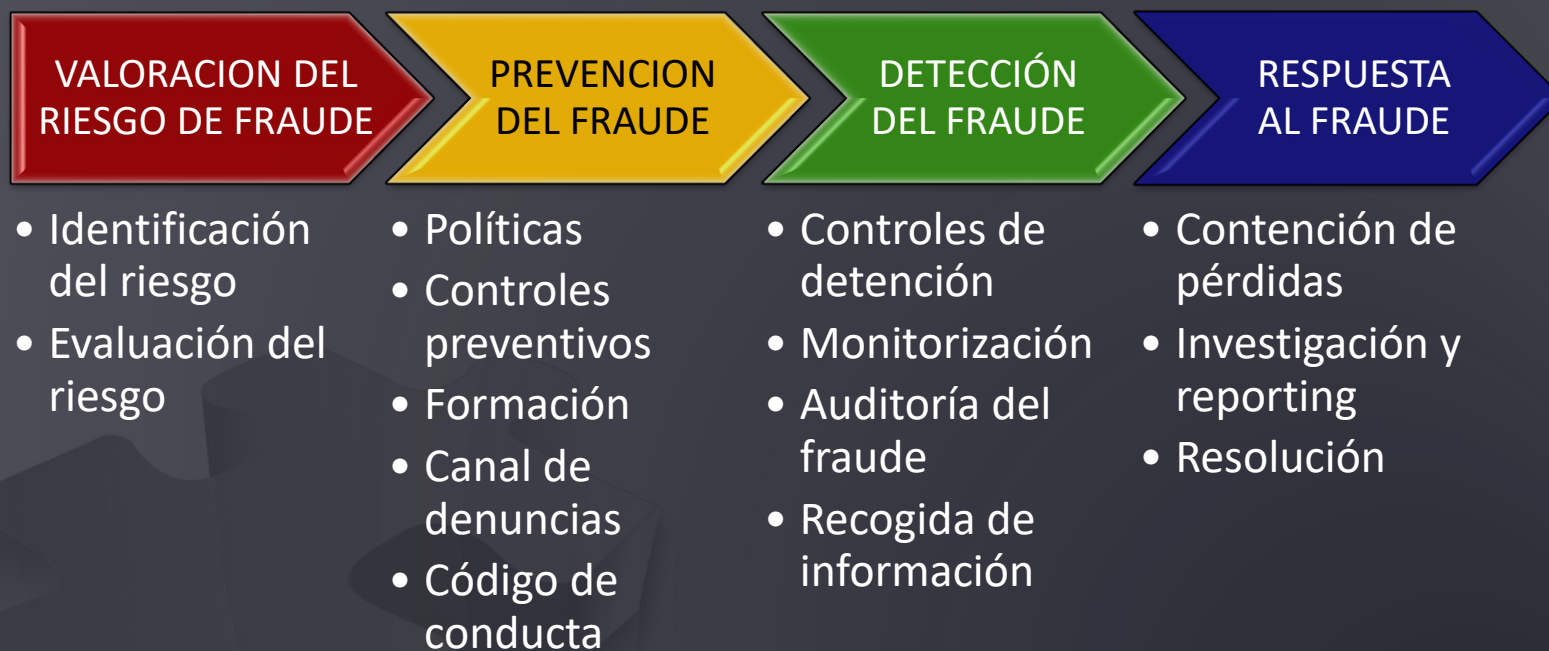 VALORACION DEL
RIESGO DE FRAUDE
PREVENCION
DEL FRAUDE
DETECCIÓN
DEL FRAUDE
RESPUESTA
AL FRAUDE
• Identificación
del riesgo
• Evaluación del
riesgo
• Políticas
• Controles
preventivos
• Formación
• Canal de
denuncias
• Código de
conducta
• Controles de
detención
• Monitorización
• Auditoría del
fraude
• Recogida de
información
• Contención de
pérdidas
• Investigación y
reporting
• Resolución